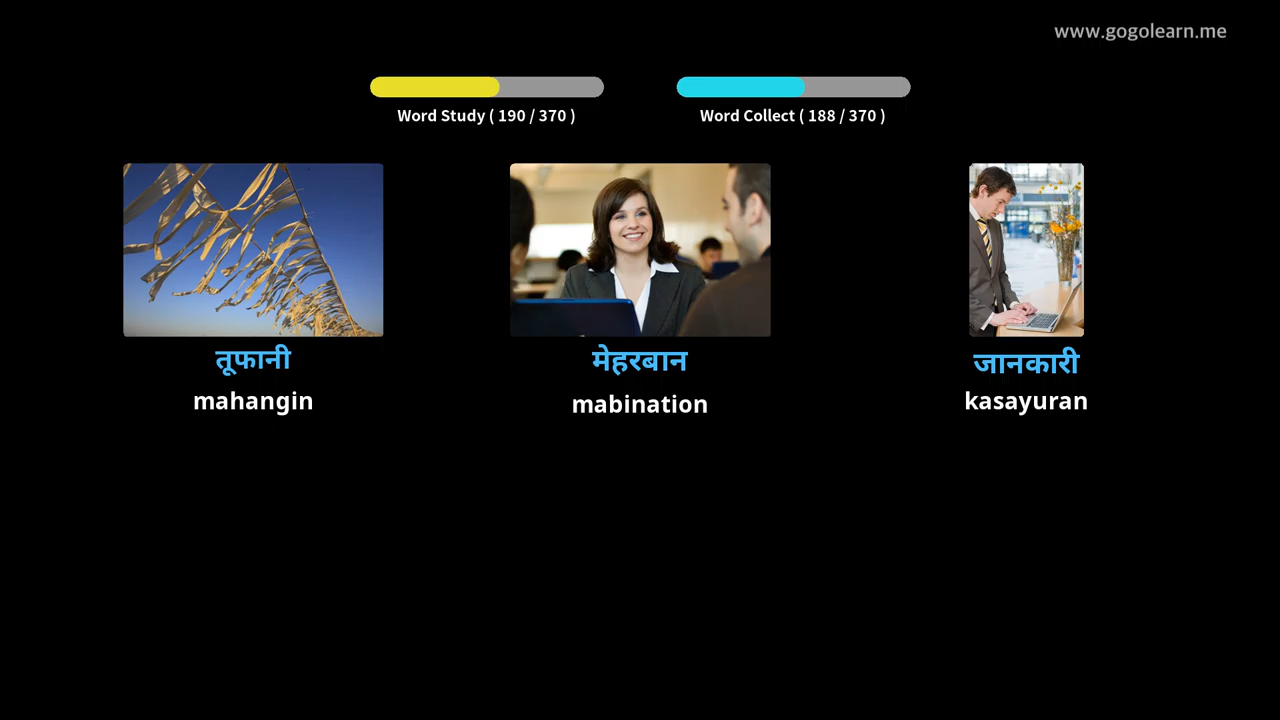 www.gogolearn.me
Word Study ( 190 / 370 )
Word Collect ( 188 / 370 )
तूफानी
मेहरबान
जानकारी
mahangin
mabination
kasayuran